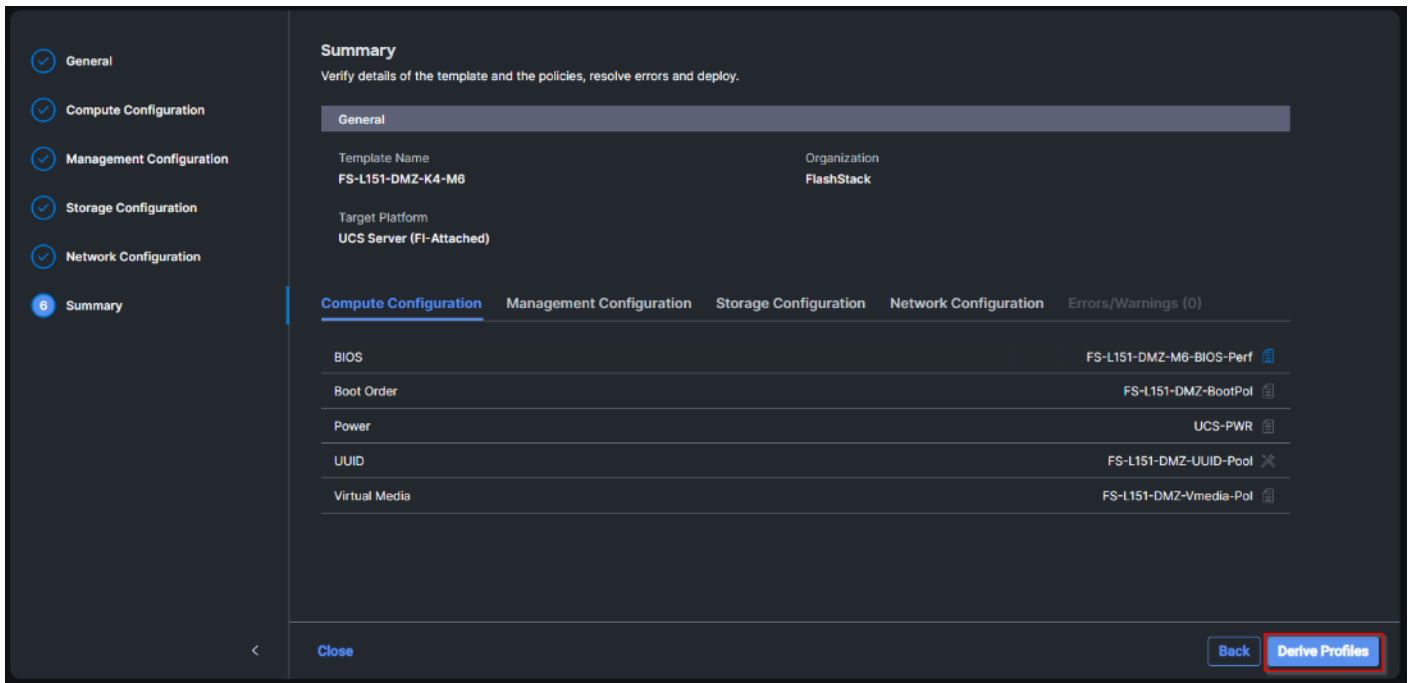 General
Compute Configuration
Management Configuration
Storage Configuration
Network Configuration
6 Summary
Summary
Verify details of the template and the policies, resolve errors and deploy.
General
Template Name Organization
FS-L151-DMZ-K4-M6 FlashStack
Target Platform
UCS Server (FI-Attached)
Compute Configuration Management Configuration Storage Configuration Network Configuration Errors/Warnings (0)
BIOS FS-L151-DMZ-M6-BIOS-Perf
Boot Order FS-L151-DMZ-BootPol
Power UCS-PWR
UUID FS-L151-DMZ-UUID-Pool
Virtual Media FS-L151-DMZ-Vmedia-Pol
< Close Back Derive Profiles